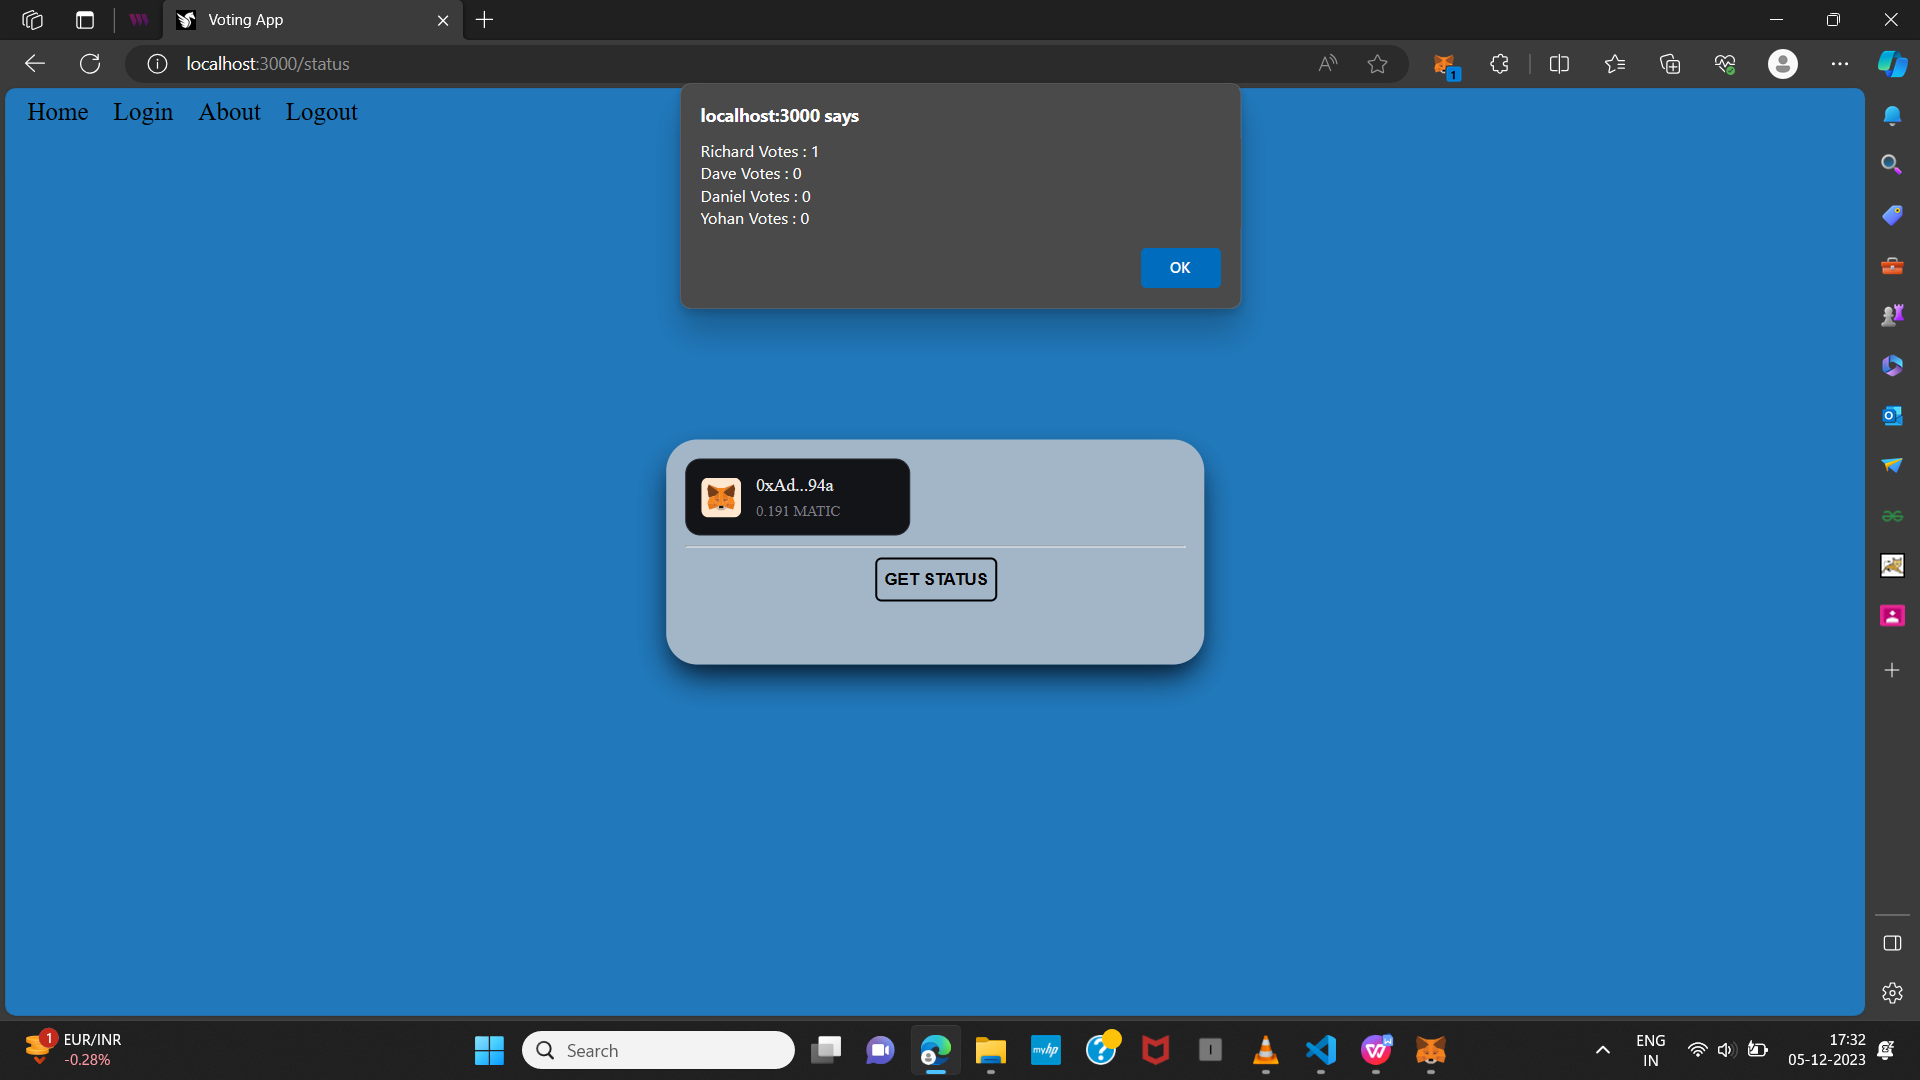 Voting App
localhost:3000/status
1
Home Login About Logout
localhost:3000 says
Richard Votes : 1
Dave Votes : 0
Daniel Votes : 0
Yohan Votes : 0
OK
0xAd...94a
0.191 MATIC
GET STATUS
1
EUR/INR
-0.28%
Search
myhp
ENG
IN
17:32
05-12-2023